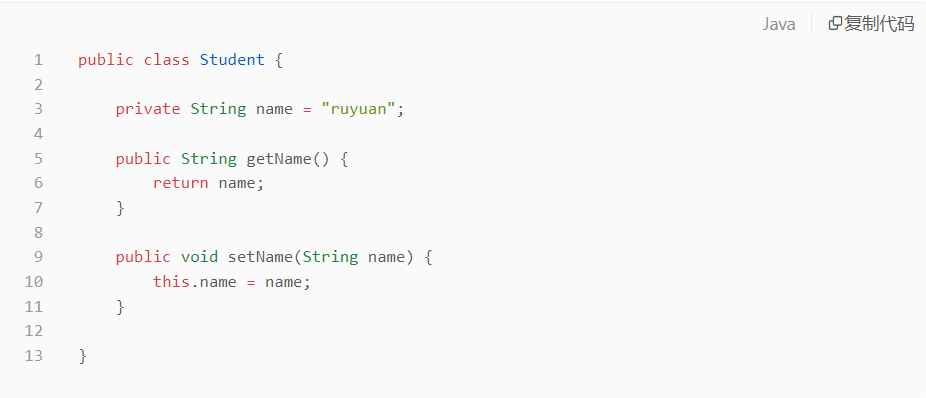 Java 复制代码
1 public class Student {
2
3     private String name = "ruyuan";
4
5     public String getName() {
6         return name;
7     }
8
9     public void setName(String name) {
10         this.name = name;
11     }
12
13 }